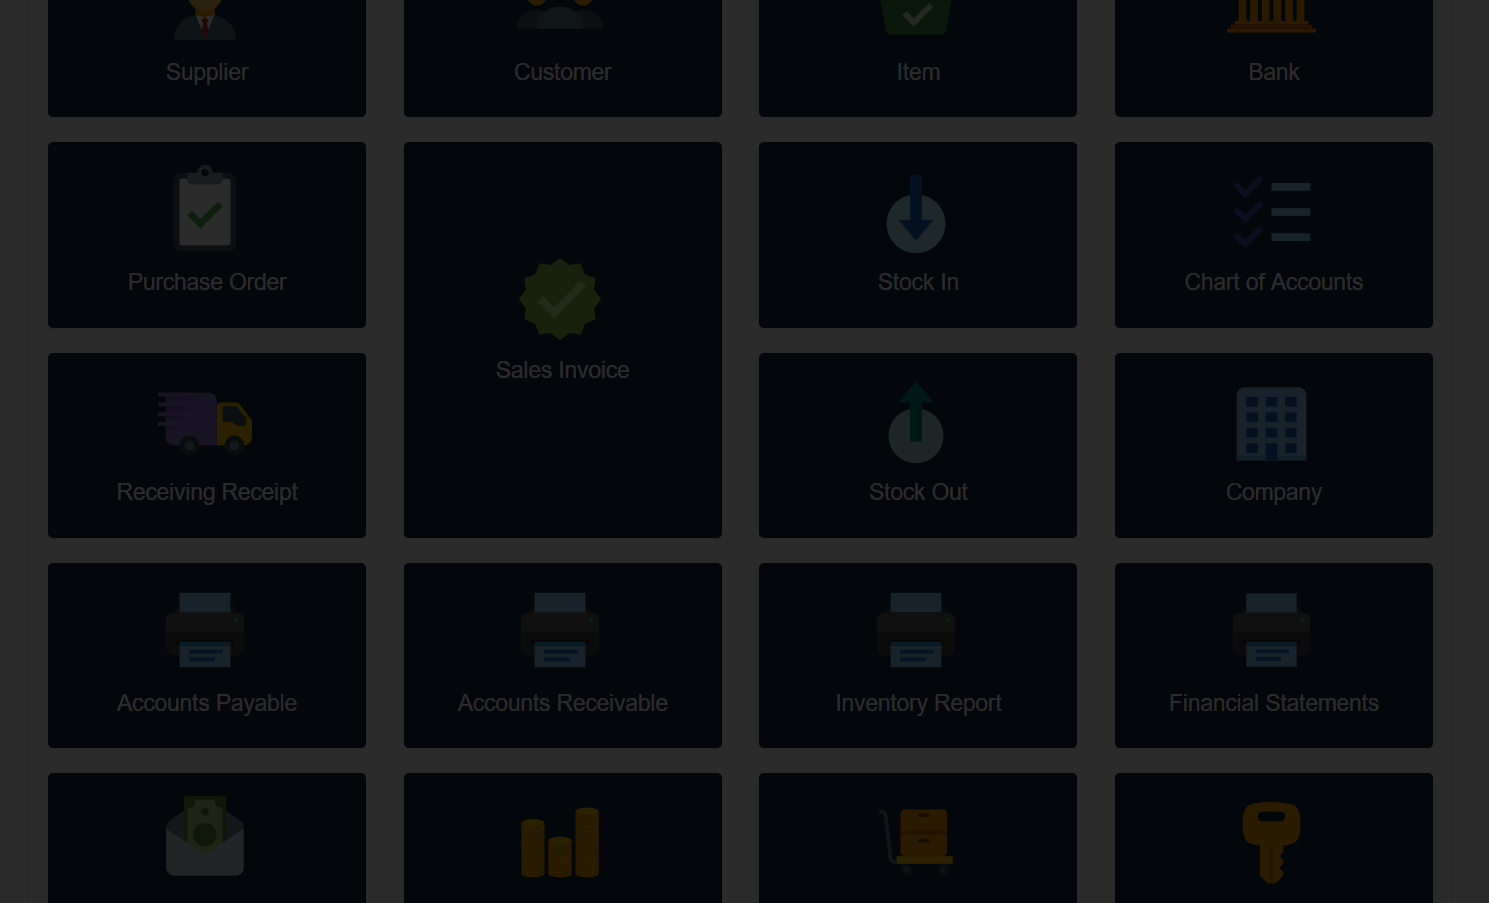 Supplier
Customer
Item
Bank
Purchase Order
Sales Invoice
Stock In
Chart of Accounts
Receiving Receipt
Stock Out
Company
Accounts Payable
Accounts Receivable
Inventory Report
Financial Statements